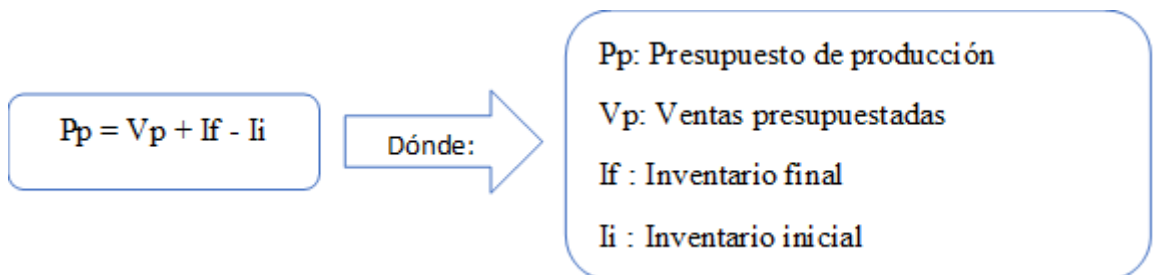 Pp = Vp + If - Ii
Dónde:
Pp: Presupuesto de producción
Vp: Ventas presupuestadas
If : Inventario final
Ii : Inventario inicial